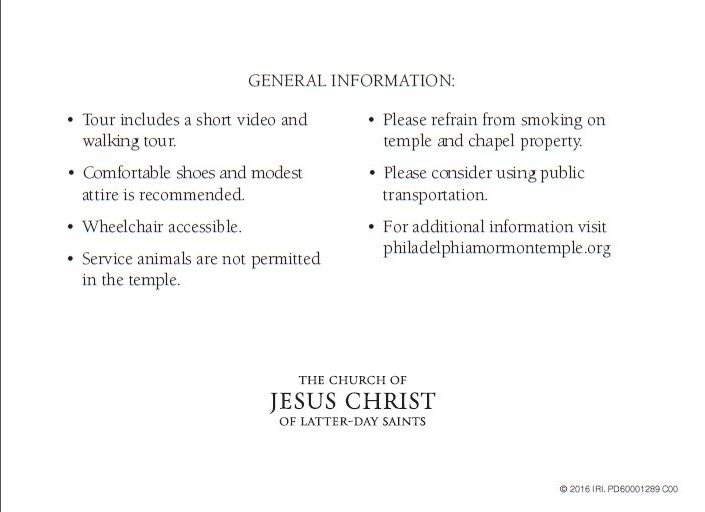 GENERAL INFORMATION:
• Tour includes a short video and
walking tour.
• Comfortable shoes and modest
attire is recommended.
• Wheelchair accessible.
• Service animals are not permitted
in the temple.
• Please refrain from smoking on
temple and chapel property.
• Please consider using public
transportation.
• For additional information visit
philadelphiamormontemple.org
THE CHURCH OF
JESUS CHRIST
OF LATTER-DAY SAINTS
© 2016 IRI. PD60001289 C00